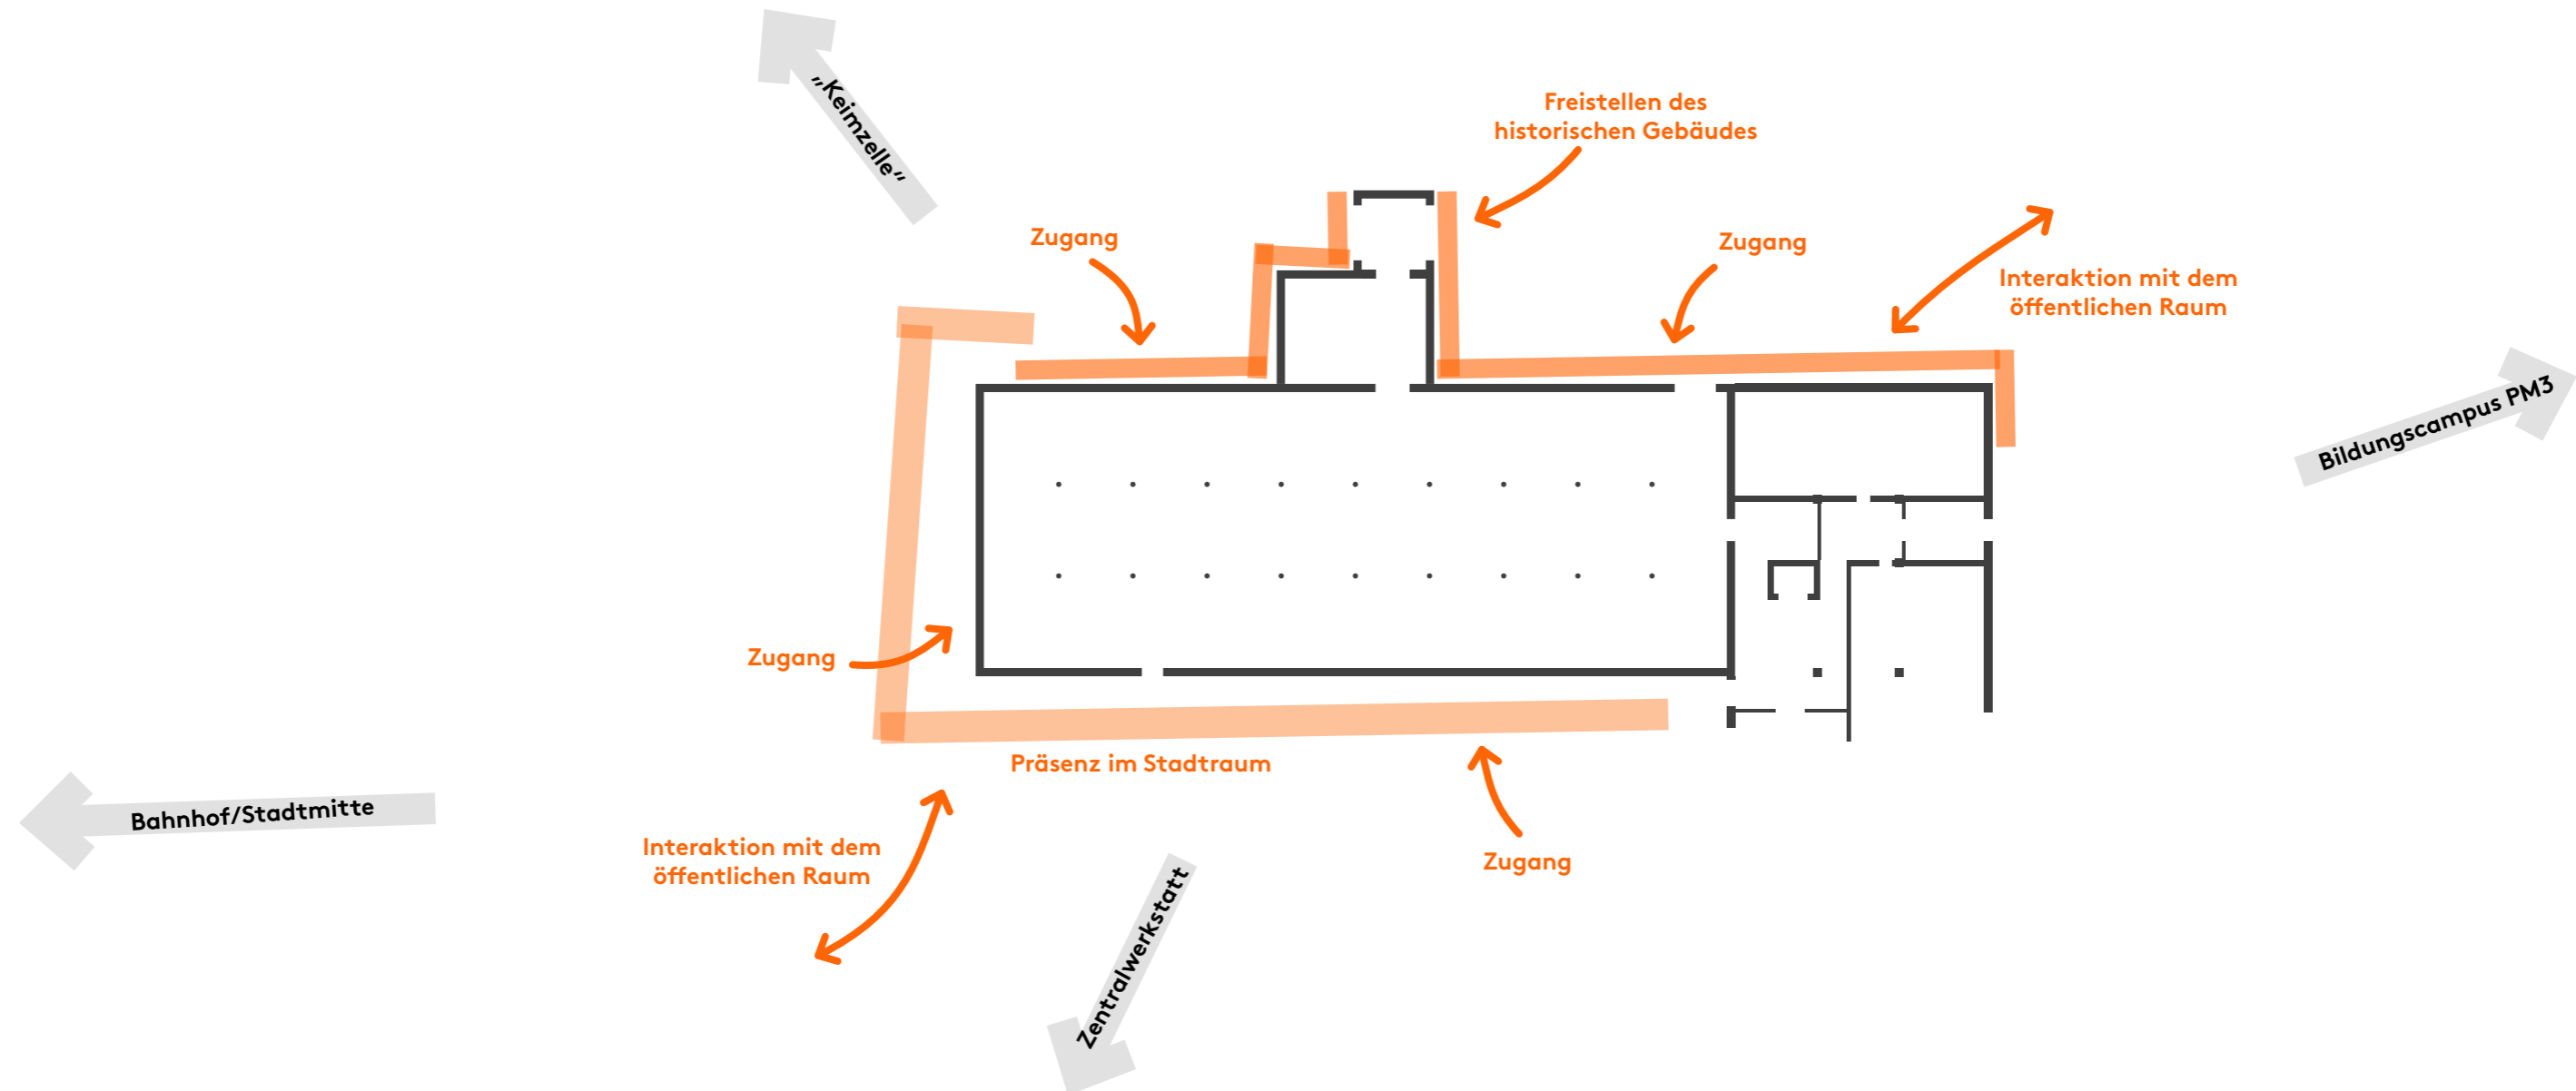 „Keimzelle“
Freistellen des
historischen Gebäudes
Zugang
Zugang
Interaktion mit dem
öffentlichen Raum
Bildungscampus PM3
Zugang
Präsenz im Stadtraum
Bahnhof/Stadtmitte
Interaktion mit dem
öffentlichen Raum
Zugang
Zentralwerkstatt